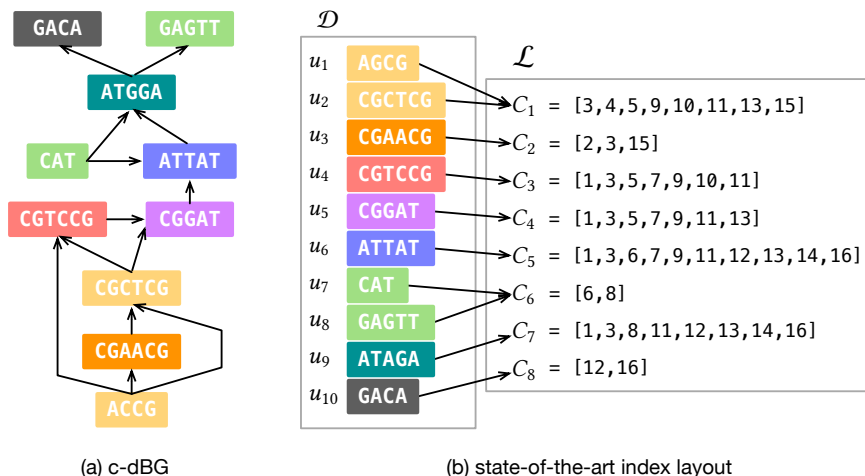 GACA GAGTT
ATGGA
CAT ATTAT
CGTCCG CGGAT
CGCTCG
CGAACG
ACCG
(a) c-dBG
𝒟
ℒ
u₁ AGCG
u₂ CGCTCG
u₃ CGAACG
u₄ CGTCCG
u₅ CGGAT
u₆ ATTAT
u₇ CAT
u₈ GAGTT
u₉ ATAGA
u₁₀ GACA
C₁ = [3,4,5,9,10,11,13,15]
C₂ = [2,3,15]
C₃ = [1,3,5,7,9,10,11]
C₄ = [1,3,5,7,9,11,13]
C₅ = [1,3,6,7,9,11,12,13,14,16]
C₆ = [6,8]
C₇ = [1,3,8,11,12,13,14,16]
C₈ = [12,16]
(b) state-of-the-art index layout